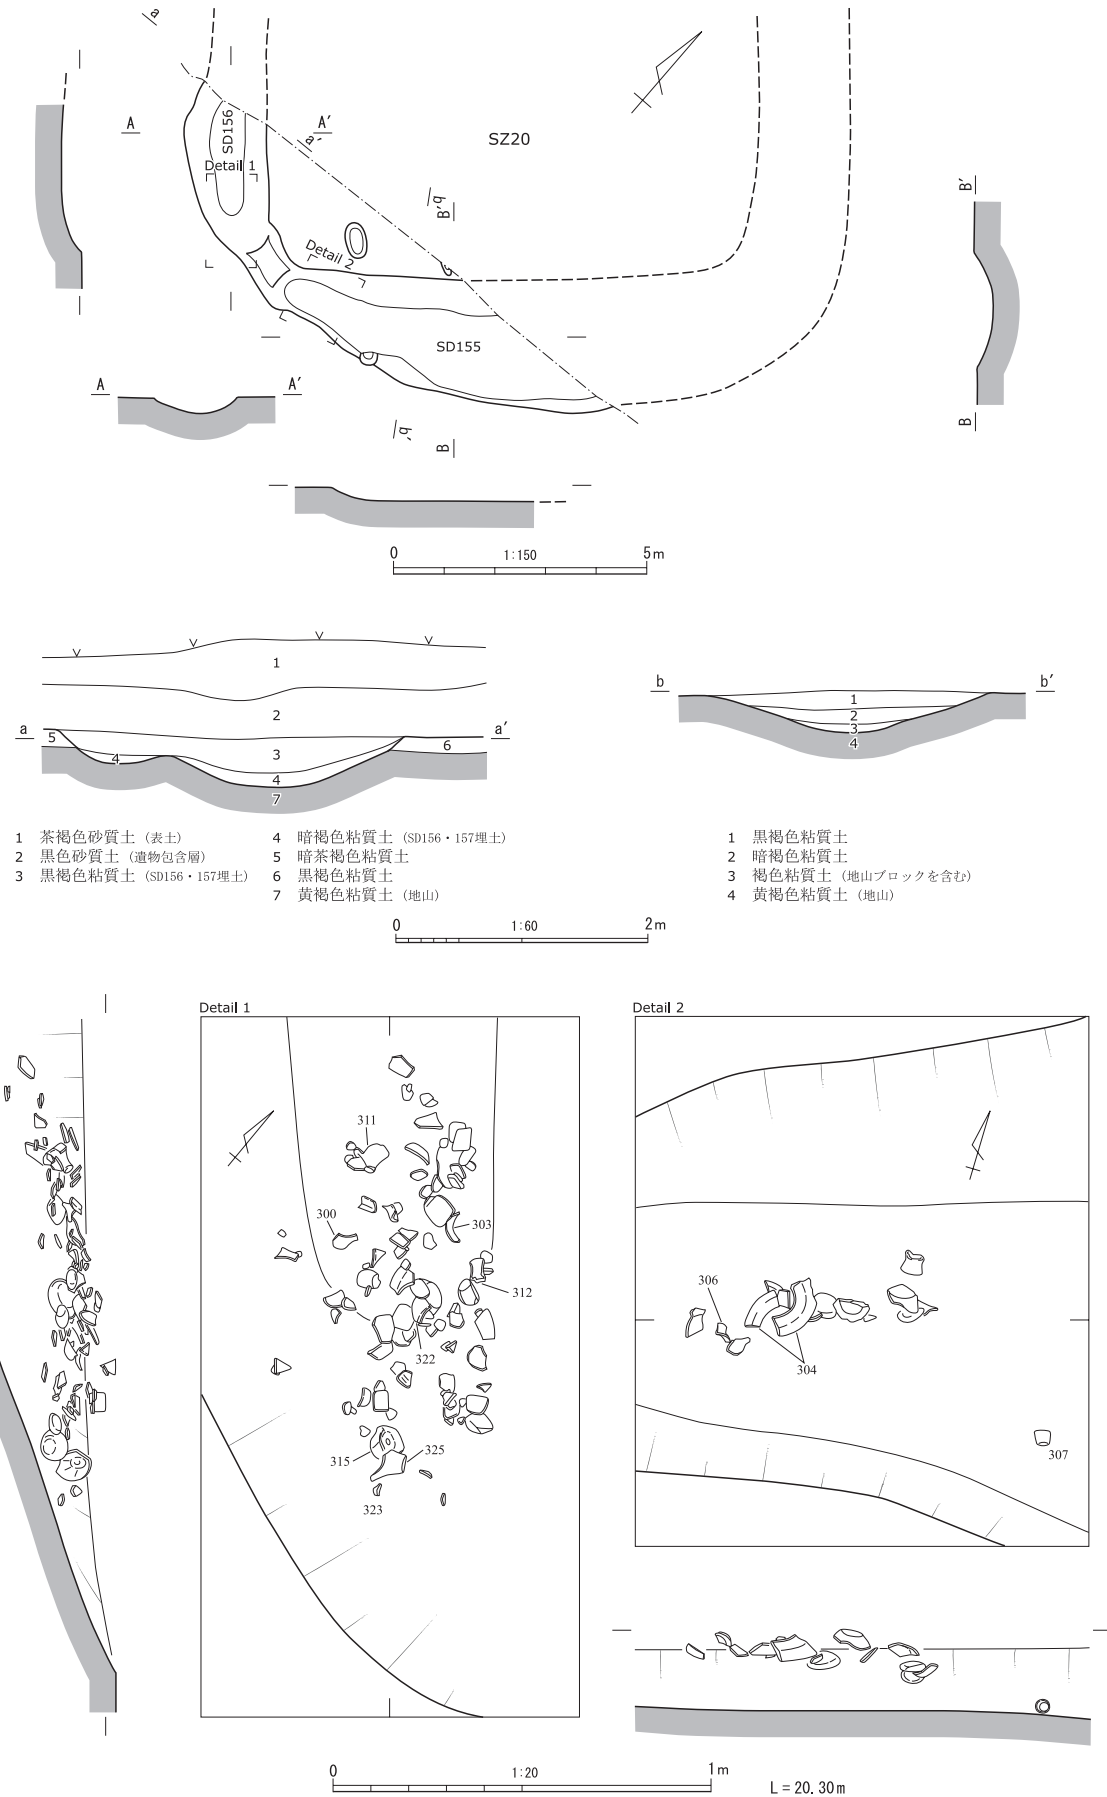 a
SD156
A
A′
a′
SZ20
Detail 1
b
B′
B′
Detail 2
SD155
A
A′
b′
B
B
0
1:150
5m
1
2
a
5
4
3
6
a′
4
7
b
1
b′
2
3
4
1 茶褐色砂質土（表土）
2 黒色砂質土（遺物包含層）
3 黒褐色粘質土（SD156・157埋土）
4 暗褐色粘質土（SD156・157埋土）
5 暗茶褐色粘質土
6 黒褐色粘質土
7 黄褐色粘質土（地山）
1 黒褐色粘質土
2 暗褐色粘質土
3 褐色粘質土（地山ブロックを含む）
4 黄褐色粘質土（地山）
0
1:60
2m
Detail 1
311
300
303
312
322
315
325
323
Detail 2
306
304
307
0
1:20
1m
L=20.30m